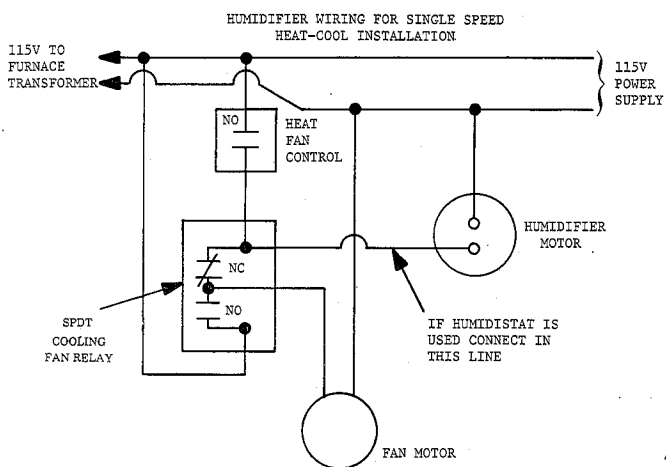 HUMIDIFIER WIRING FOR SINGLE SPEED
HEAT-COOL INSTALLATION
115V TO
FURNACE
TRANSFORMER
115V
POWER
SUPPLY
NO
HEAT
FAN
CONTROL
HUMIDIFIER
MOTOR
NC
NO
SPDT
COOLING
FAN RELAY
IF HUMIDISTAT IS
USED CONNECT IN
THIS LINE
FAN MOTOR